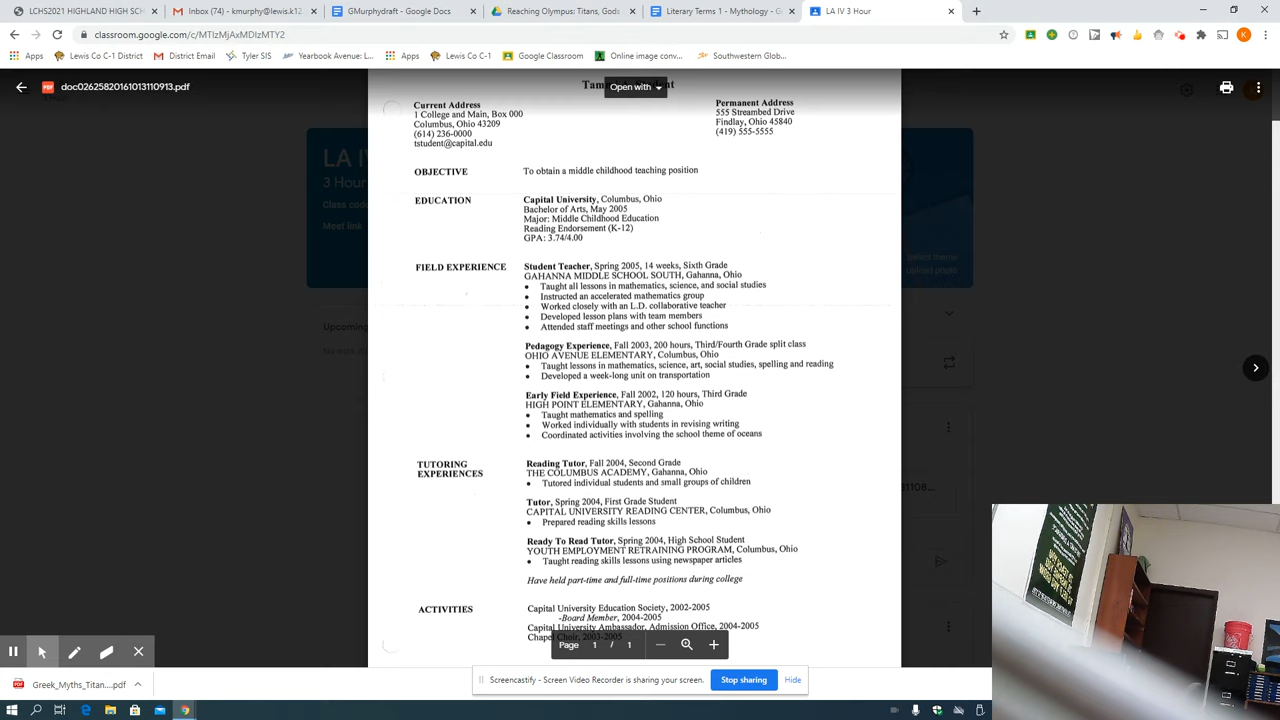 LCHS2021 HIGHLAND HIGH SCH
Inbox (74) - kmurphy@lewis.k12.
GMurphydraft - Google Docs
Reaching Olympus: Titans, Gods
Literary Terms 1 - Mythology - G
LA IV 3 Hour
classroom.google.com/c/MTIzMjAxMDIzMTY2
Apps
Lewis Co C-1 District
District Email
Tyler SIS
Yearbook Avenue: L...
Apps
Lewis Co C-1
Google Classroom
Online image conv...
Southwestern Glob...
doc02625820161013110913.pdf
Open with
LA IV
3 Hour
Class code
Meet link
Select theme
Upload photo
Upcoming
Current Address
1 College and Main, Box 000
Columbus, Ohio 43209
(614) 236-0000
tstudent@capital.edu
Permanent Address
555 Streambed Drive
Findlay, Ohio 45840
(419) 555-5555
OBJECTIVE
To obtain a middle childhood teaching position
EDUCATION
Capital University, Columbus, Ohio
Bachelor of Arts, May 2005
Major: Middle Childhood Education
Reading Endorsement (K-12)
GPA: 3.74/4.00
FIELD EXPERIENCE
Student Teacher, Spring 2005, 14 weeks, Sixth Grade
GAHANNA MIDDLE SCHOOL SOUTH, Gahanna, Ohio
• Taught all lessons in mathematics, science, and social studies
• Instructed an accelerated mathematics group
• Worked closely with an L.D. collaborative teacher
• Developed lesson plans with team members
• Attended staff meetings and other school functions
Pedagogy Experience, Fall 2003, 200 hours, Third/Fourth Grade split class
OHIO AVENUE ELEMENTARY, Columbus, Ohio
• Taught lessons in mathematics, science, art, social studies, spelling and reading
• Developed a week-long unit on transportation
Early Field Experience, Fall 2002, 120 hours, Third Grade
HIGH POINT ELEMENTARY, Gahanna, Ohio
• Taught mathematics and spelling
• Worked individually with students in revising writing
• Coordinated activities involving the school theme of oceans
TUTORING
EXPERIENCES
Reading Tutor, Fall 2004, Second Grade
THE COLUMBUS ACADEMY, Gahanna, Ohio
• Tutored individual students and small groups of children
Tutor, Spring 2004, First Grade Student
CAPITAL UNIVERSITY READING CENTER, Columbus, Ohio
• Prepared reading skills lessons
Ready To Read Tutor, Spring 2004, High School Student
YOUTH EMPLOYMENT RETRAINING PROGRAM, Columbus, Ohio
• Taught reading skills lessons using newspaper articles
Have held part-time and full-time positions during college
ACTIVITIES
Capital University Education Society, 2002-2005
-Board Member, 2004-2005
Capital University Ambassador, Admission Office, 2004-2005
Chapel Choir, 2003-2005
Page 1 / 1
Screencastify - Screen Video Recorder is sharing your screen.
Stop sharing
Hide
Greek_Myths_Titan....pdf